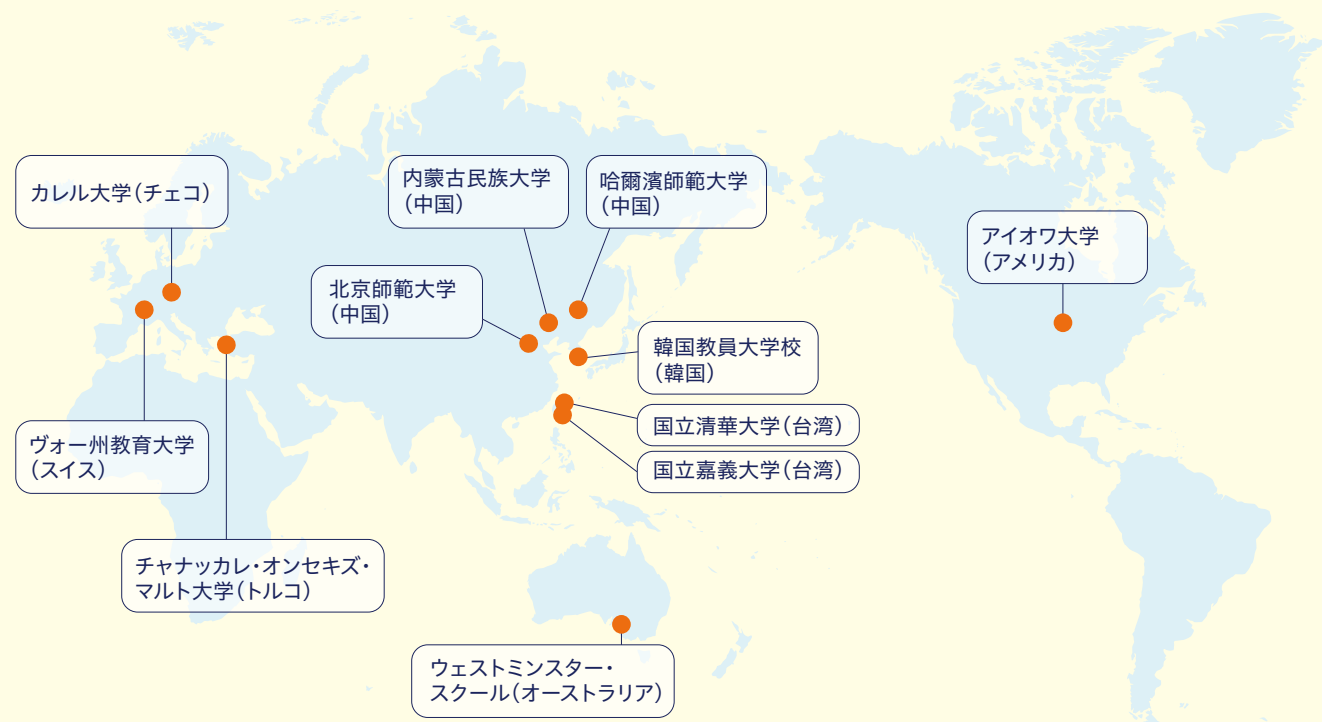 カレル大学（チェコ）
内蒙古民族大学
（中国）
哈爾濱師範大学
（中国）
アイオワ大学
（アメリカ）
北京師範大学
（中国）
韓国教員大学校
（韓国）
国立清華大学（台湾）
国立嘉義大学（台湾）
ヴォー州教育大学
（スイス）
チャナッカレ・オンセキズ・
マルト大学（トルコ）
ウェストミンスター・
スクール（オーストラリア）